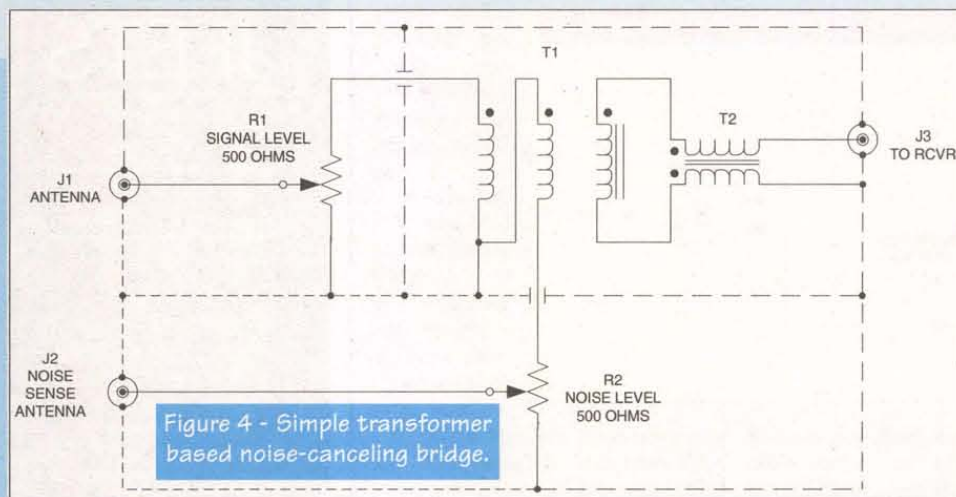 T1
R1
SIGNAL LEVEL
500 OHMS
T2
J3
TO RCVR
J1
ANTENNA
J2
NOISE
SENSE
ANTENNA
R2
NOISE LEVEL
500 OHMS
Figure 4 - Simple transformer
based noise-canceling bridge.